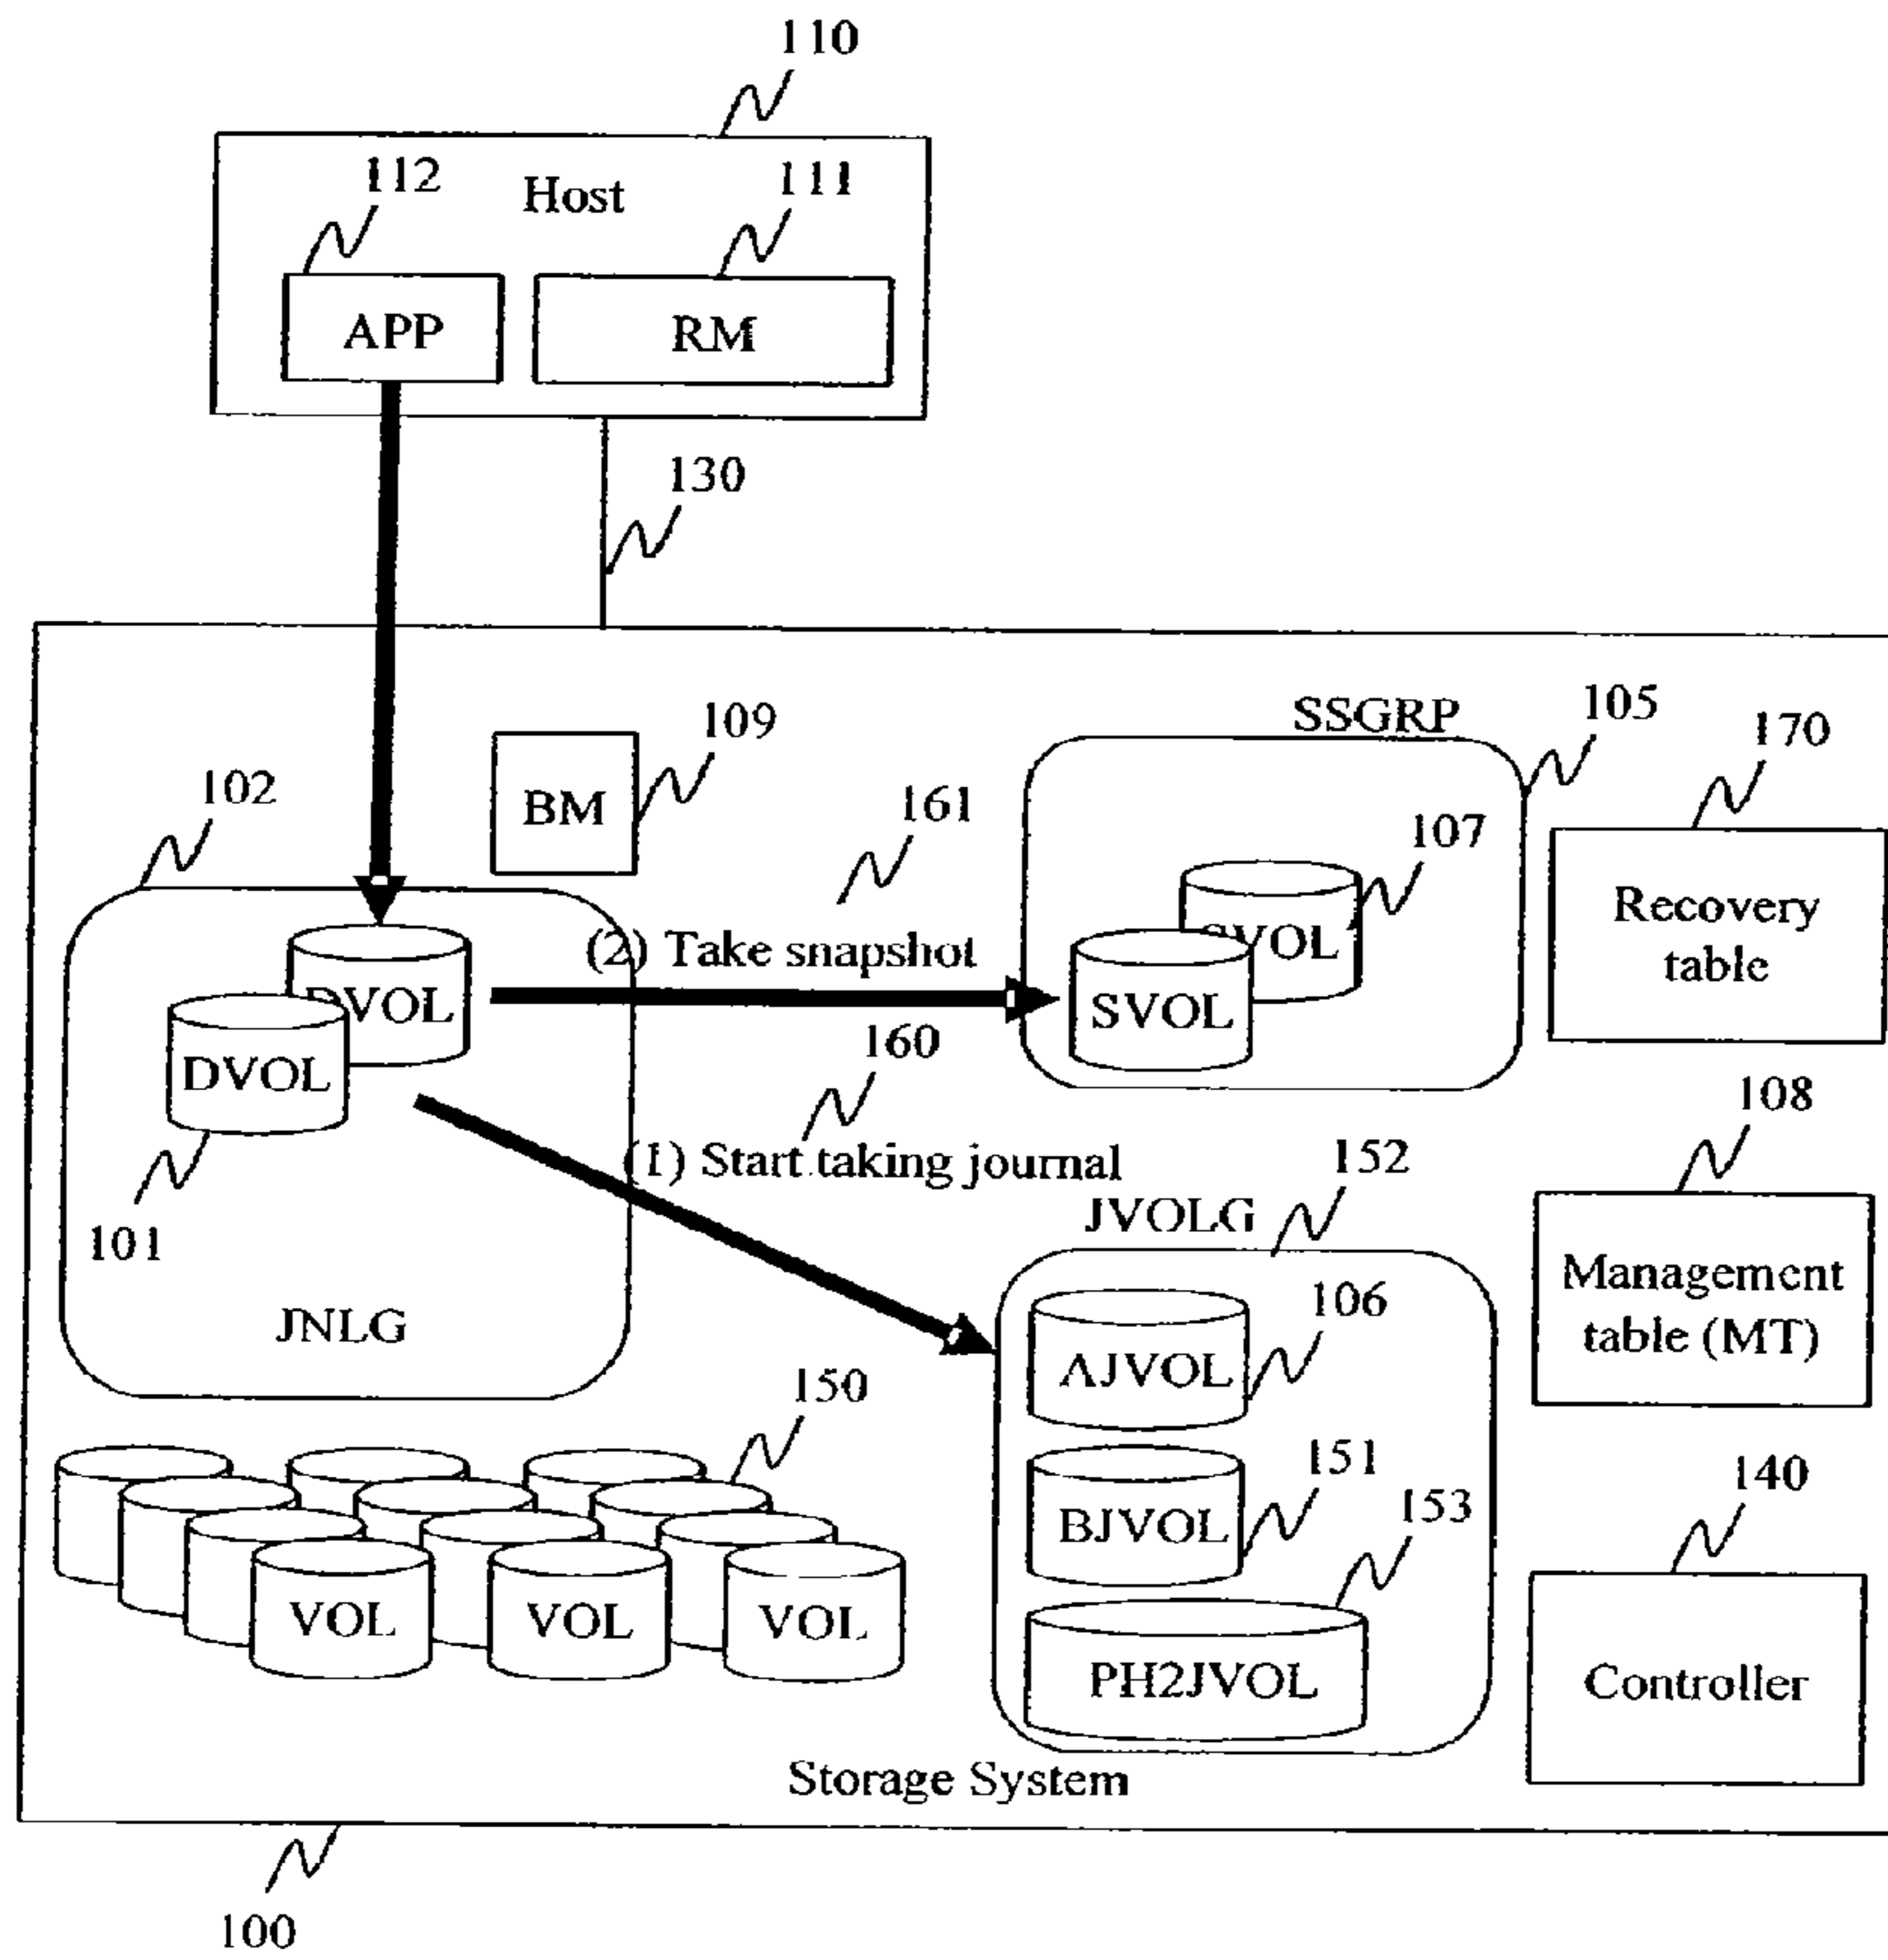 110
112
Host
111
APP
RM
130
SSGRP
105
170
109
102
BM
161
107
Recovery
table
(2) Take snapshot
SVOL
SVOL
DVOL
DVOL
160
108
(1) Start taking journal
152
101
JVOLG
Management
table (MT)
106
JNLG
AJVOL
150
151
140
153
BJVOL
VOL
VOL
VOL
PH2JVOL
Controller
Storage System
100